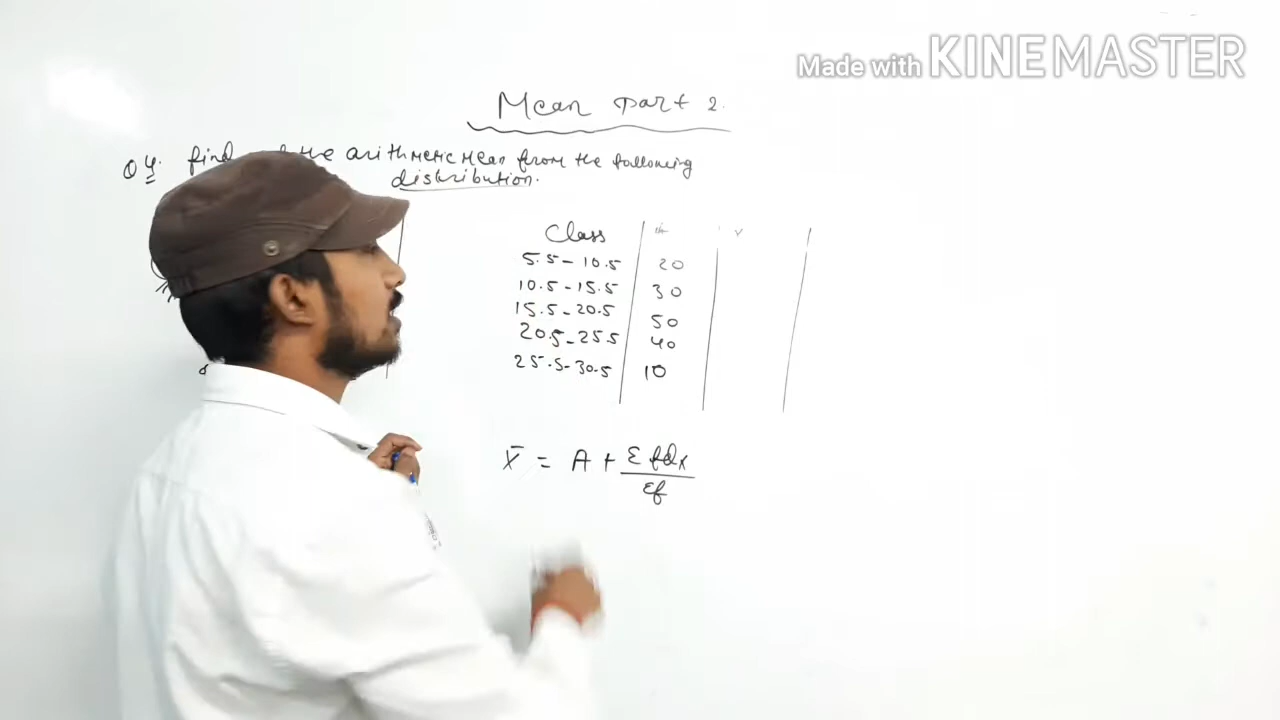 Made with KINEMASTER
Mean Part 2.
Q 4. find the arithmetic Mean from the following
distribution.
Class
5.5 - 10.5 20
10.5 - 15.5 30
15.5 - 20.5 50
20.5 - 25.5 40
25.5 - 30.5 10
X̄ = A + Σfdx
Σf